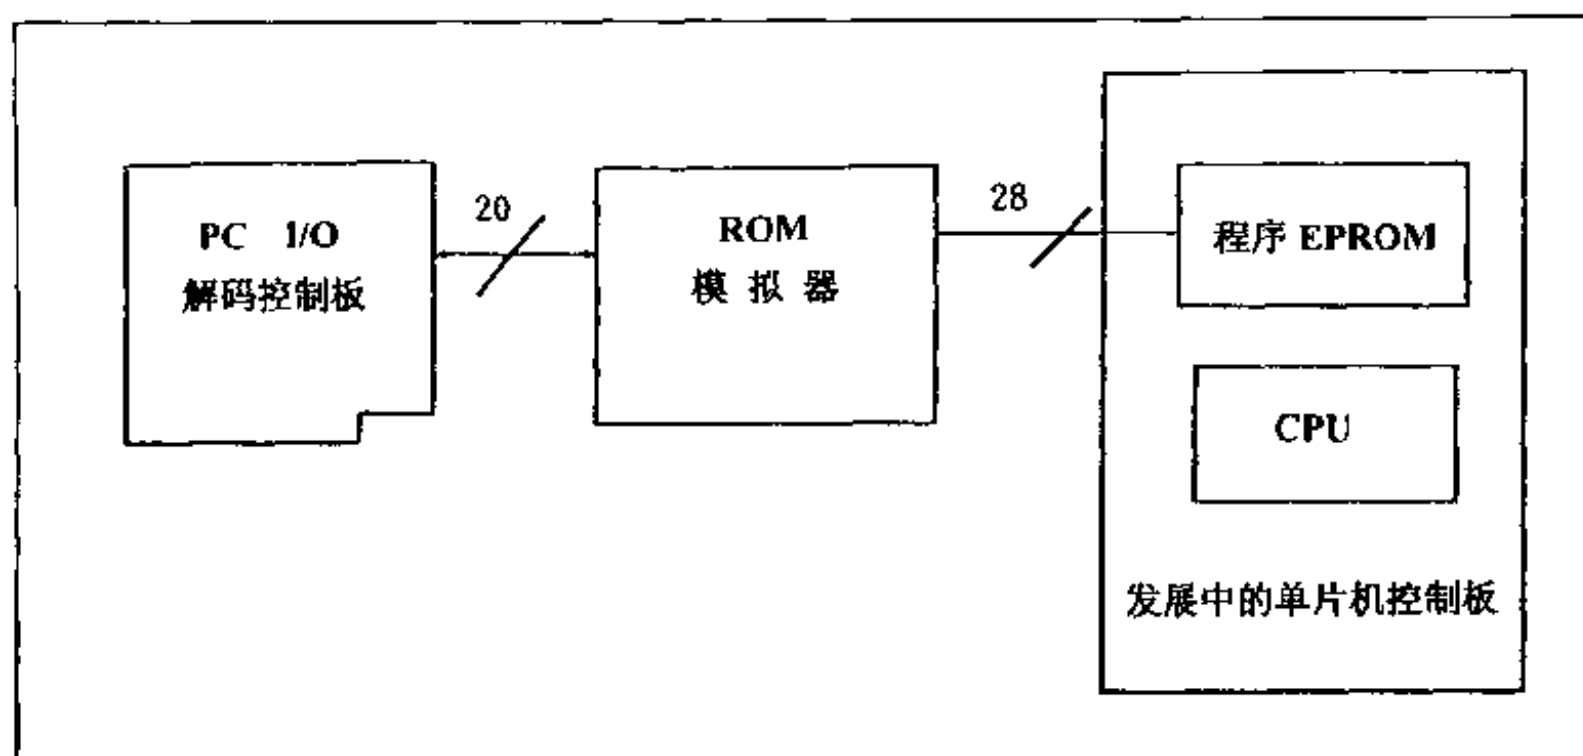 PC I/O
解码控制板
20
ROM
模 拟 器
28
程序 EPROM
CPU
发展中的单片机控制板